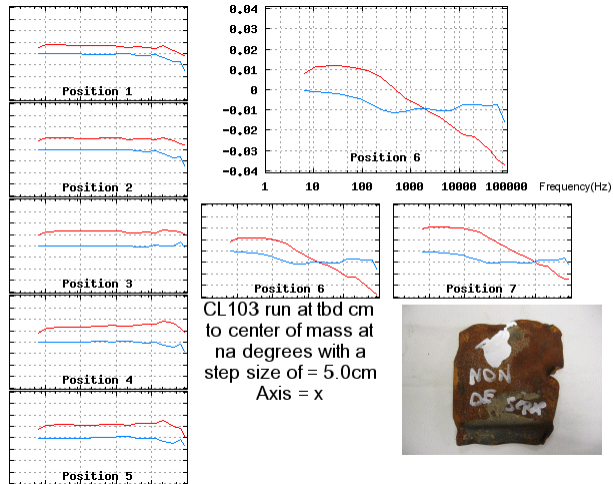 Position 1
Position 2
Position 3
Position 4
Position 5
0.04
0.03
0.02
0.01
0
-0.01
-0.02
-0.03
-0.04
Position 6
1 10 100 1000 10000 100000 Frequency(Hz)
Position 6
Position 7
CL103 run at tbd cm
to center of mass at
na degrees with a
step size of = 5.0cm
Axis = x
NON
DE